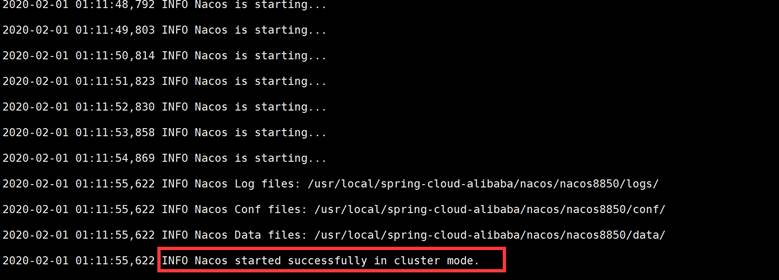 2020-02-01 01:11:48,792 INFO Nacos is starting...
2020-02-01 01:11:49,803 INFO Nacos is starting...
2020-02-01 01:11:50,814 INFO Nacos is starting...
2020-02-01 01:11:51,823 INFO Nacos is starting...
2020-02-01 01:11:52,830 INFO Nacos is starting...
2020-02-01 01:11:53,858 INFO Nacos is starting...
2020-02-01 01:11:54,869 INFO Nacos is starting...
2020-02-01 01:11:55,622 INFO Nacos Log files: /usr/local/spring-cloud-alibaba/nacos/nacos8850/logs/
2020-02-01 01:11:55,622 INFO Nacos Conf files: /usr/local/spring-cloud-alibaba/nacos/nacos8850/conf/
2020-02-01 01:11:55,622 INFO Nacos Data files: /usr/local/spring-cloud-alibaba/nacos/nacos8850/data/
2020-02-01 01:11:55,622 INFO Nacos started successfully in cluster mode.